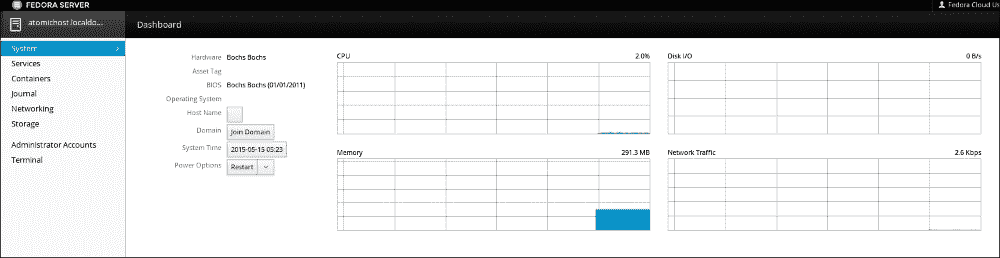 FEDORA SERVER
Fedora Cloud Us
atomichost.localdo...
Dashboard
System
Services
Containers
Journal
Networking
Storage
Administrator Accounts
Terminal
Hardware Bochs Bochs
Asset Tag
BIOS Bochs Bochs (01/01/2011)
Operating System
Host Name
Domain Join Domain
System Time 2015-05-15 05:23
Power Options Restart
CPU 2.0%
Disk I/O 0 B/s
Memory 291.3 MB
Network Traffic 2.6 Kbps